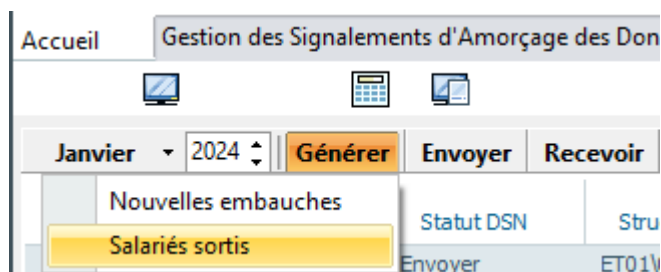 Accueil Gestion des Signalements d'Amorçage des Don
Janvier 2024 Générer Envoyer Recevoir
Nouvelles embauches
Statut DSN Stru
Salariés sortis
Envoyer ET01\